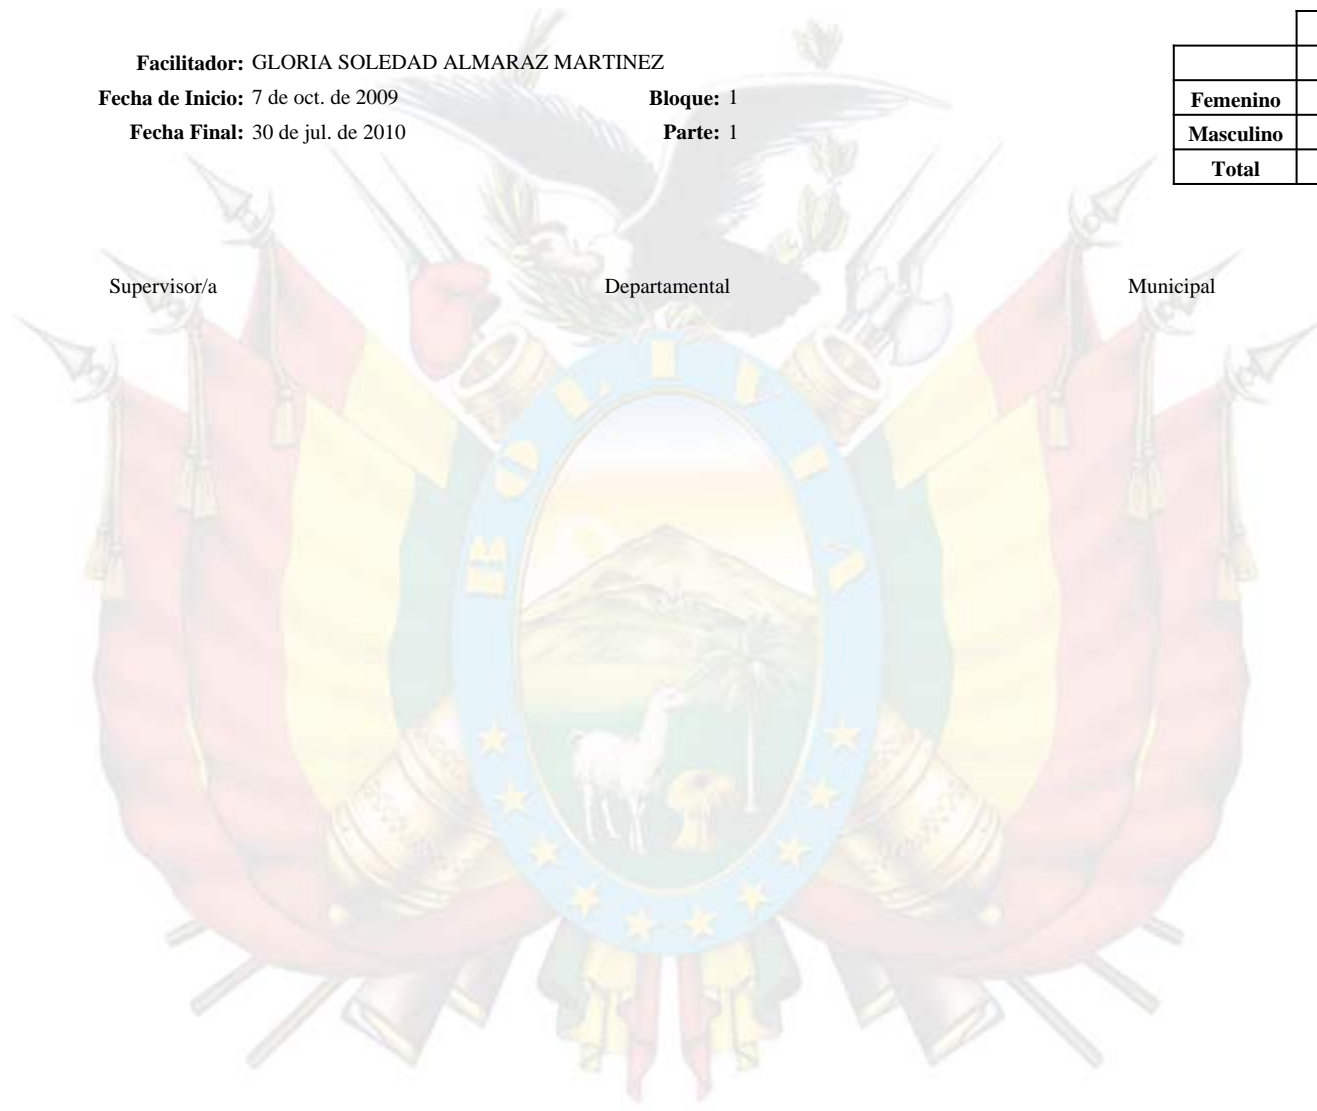 Facilitador: GLORIA SOLEDAD ALMARAZ MARTINEZ
Fecha de Inicio: 7 de oct. de 2009 Bloque: 1
Femenino
Fecha Final: 30 de jul. de 2010 Parte: 1
Masculino
Total
Supervisor/a Departamental Municipal
BOLIVIA